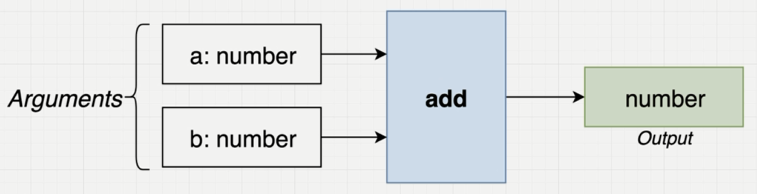 Arguments
a: number
b: number
add
number
Output